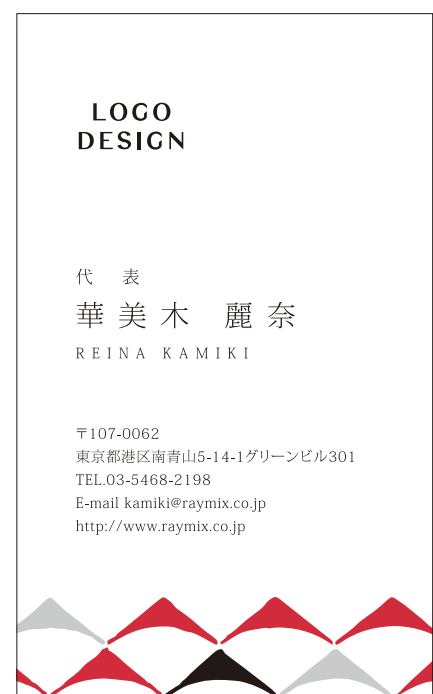 LOGO
DESIGN
代 表
華美木 麗奈
REINA KAMIKI
〒107-0062
東京都港区南青山5-14-1グリーンビル301
TEL.03-5468-2198
E-mail kamiki@raymix.co.jp
http://www.raymix.co.jp